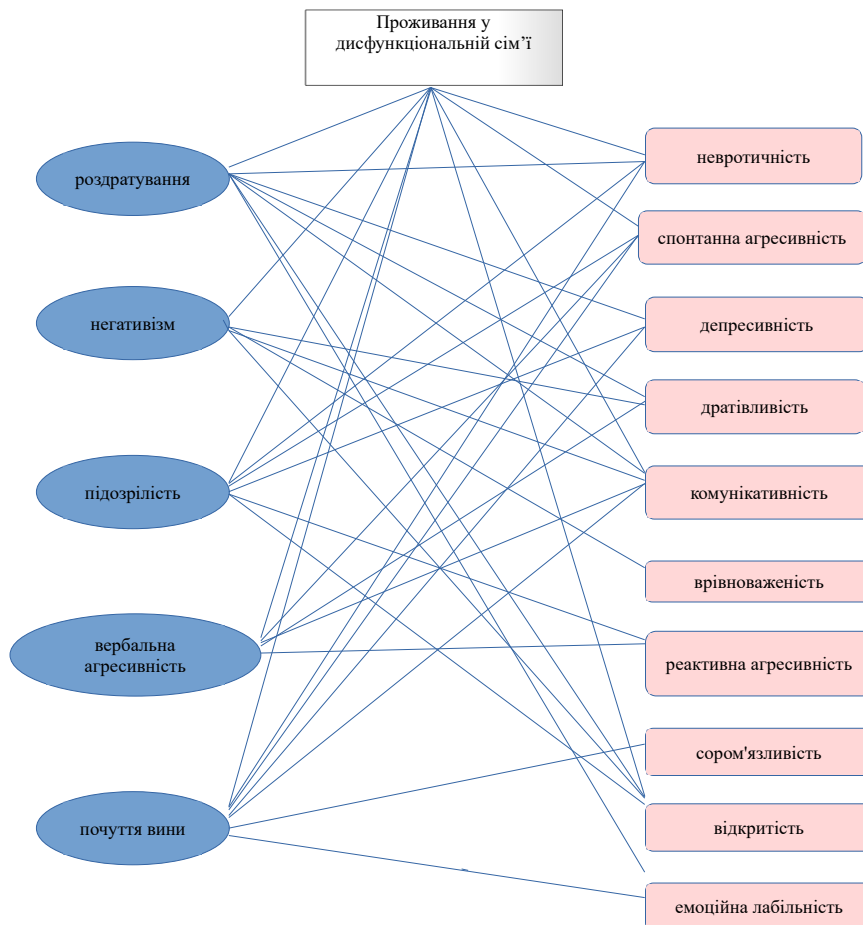 Проживання у
дисфункціональній сім’ї
роздратування
негативізм
підозрілість
вербальна
агресивність
почуття вини
невротичність
спонтанна агресивність
депресивність
дратівливість
комунікативність
врівноваженість
реактивна агресивність
сором'язливість
відкритість
емоційна лабільність